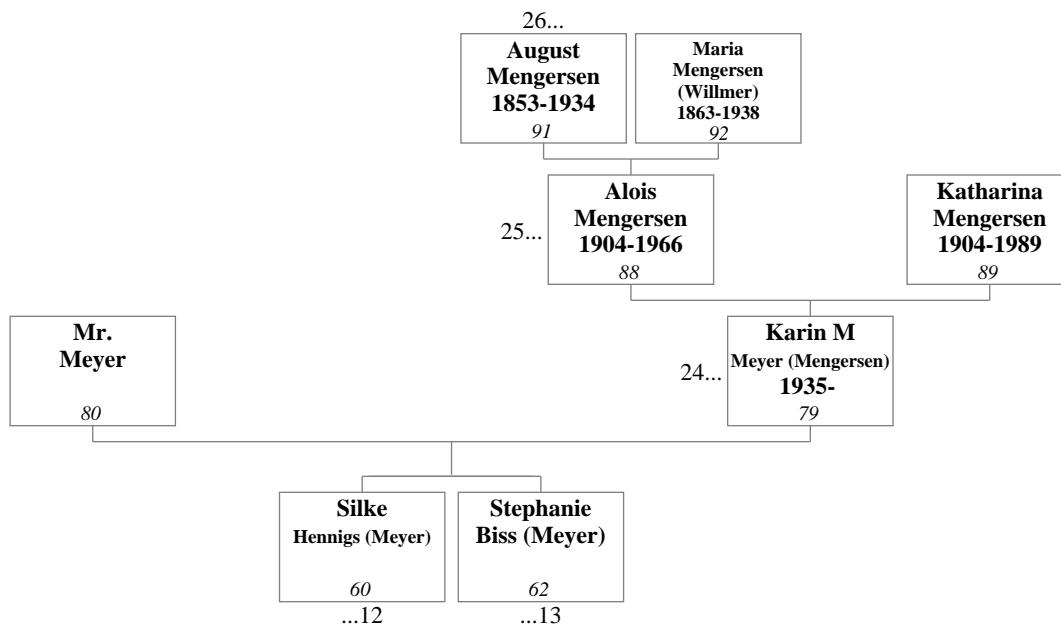 26...
August
Mengersen
1853-1934
91
Maria
Mengersen
(Willmer)
1863-1938
92
25...
Alois
Mengersen
1904-1966
88
Katharina
Mengersen
1904-1989
89
Mr.
Meyer
80
24...
Karin M
Meyer (Mengersen)
1935-
79
Silke
Hennigs (Meyer)
60
...12
Stephanie
Biss (Meyer)
62
...13